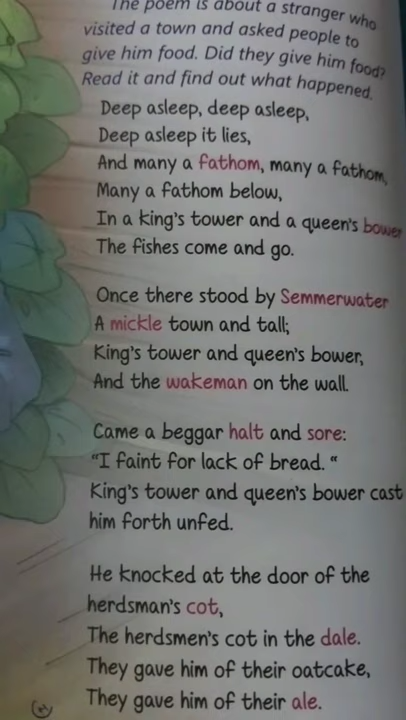 The poem is about a stranger who
visited a town and asked people to
give him food. Did they give him food?
Read it and find out what happened.
Deep asleep, deep asleep,
Deep asleep it lies,
And many a fathom, many a fathom,
Many a fathom below,
In a king's tower and a queen's bower
The fishes come and go.
Once there stood by Semmerwater
A mickle town and tall;
King's tower and queen's bower,
And the wakeman on the wall.
Came a beggar halt and sore:
"I faint for lack of bread. "
King's tower and queen's bower cast
him forth unfed.
He knocked at the door of the
herdsman's cot,
The herdsmen's cot in the dale.
They gave him of their oatcake,
They gave him of their ale.